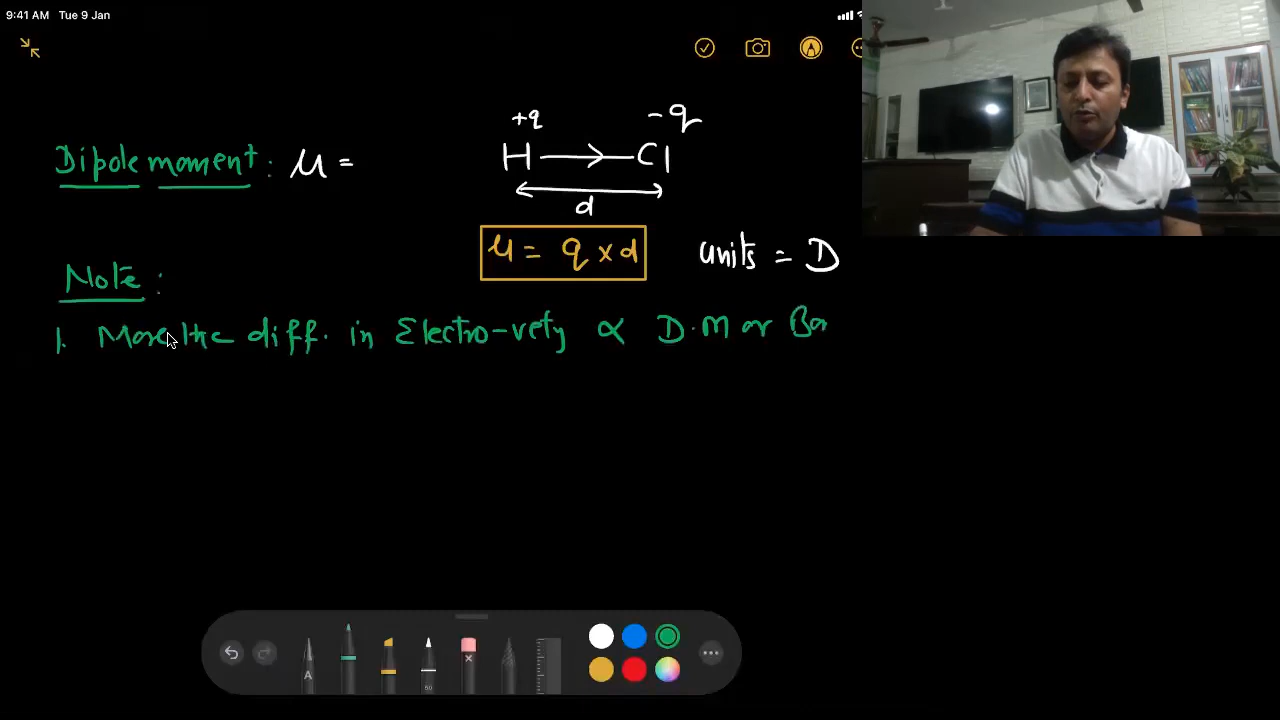 9:41 AM Tue 9 Jan
+q -q
H Cl
Dipole moment : μ =
d
μ = q × d units = D
Note :
1. More the diff. in Electro-vety ∝ D.M or Bo
A
50